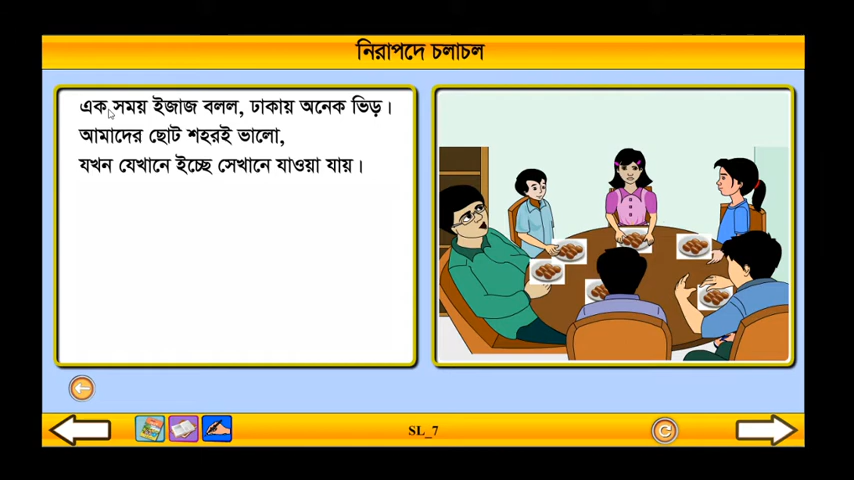 নিরাপদে চলাচল
এক সময় ইজাজ বলল, ঢাকায় অনেক ভিড়।
আমাদের ছোট শহরই ভালো,
যখন যেখানে ইচ্ছে সেখানে যাওয়া যায়।
SL_7